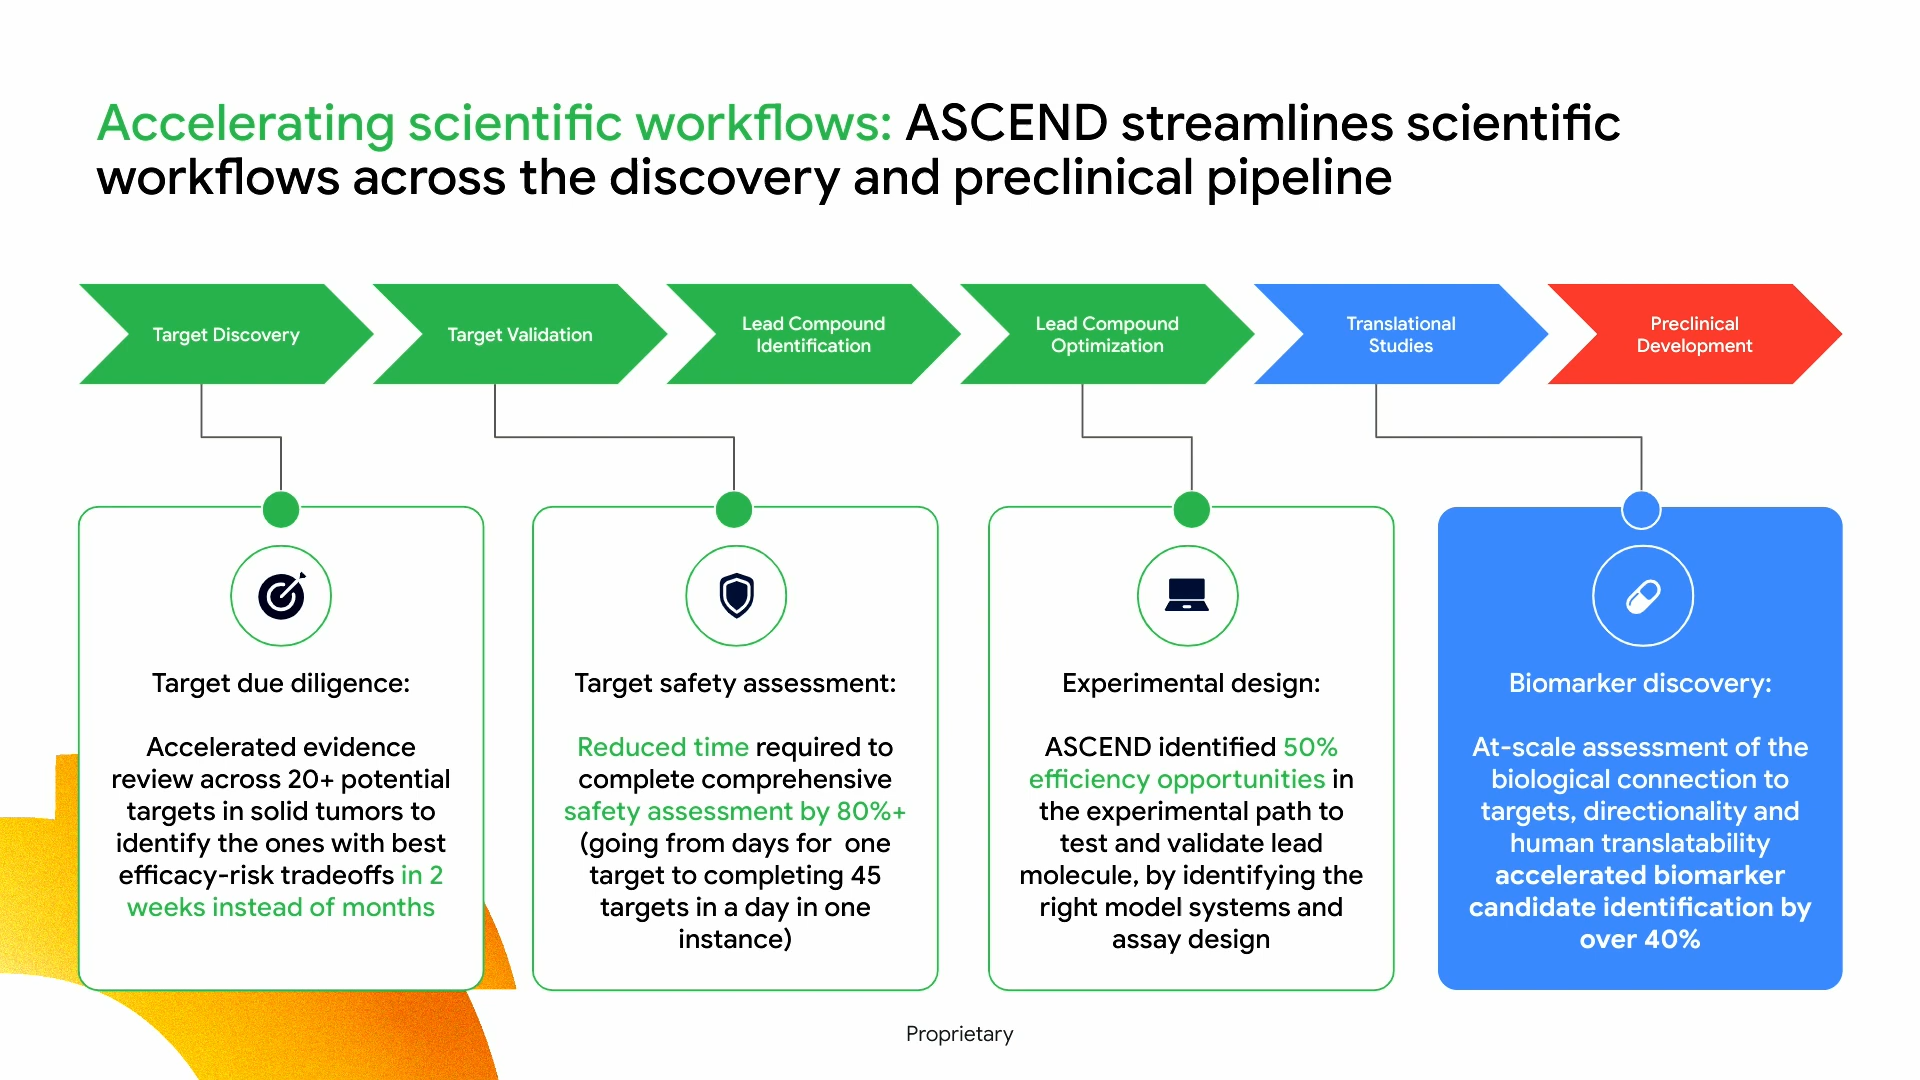 Accelerating scientific workflows: ASCEND streamlines scientific
workflows across the discovery and preclinical pipeline
Target Discovery
Target Validation
Lead Compound
Identification
Lead Compound
Optimization
Translational
Studies
Preclinical
Development
Target due diligence:
Accelerated evidence
review across 20+ potential
targets in solid tumors to
identify the ones with best
efficacy-risk tradeoffs in 2
weeks instead of months
Target safety assessment:
Reduced time required to
complete comprehensive
safety assessment by 80%+
(going from days for one
target to completing 45
targets in a day in one
instance)
Experimental design:
ASCEND identified 50%
efficiency opportunities in
the experimental path to
test and validate lead
molecule, by identifying the
right model systems and
assay design
Biomarker discovery:
At-scale assessment of the
biological connection to
targets, directionality and
human translatability
accelerated biomarker
candidate identification by
over 40%
Proprietary